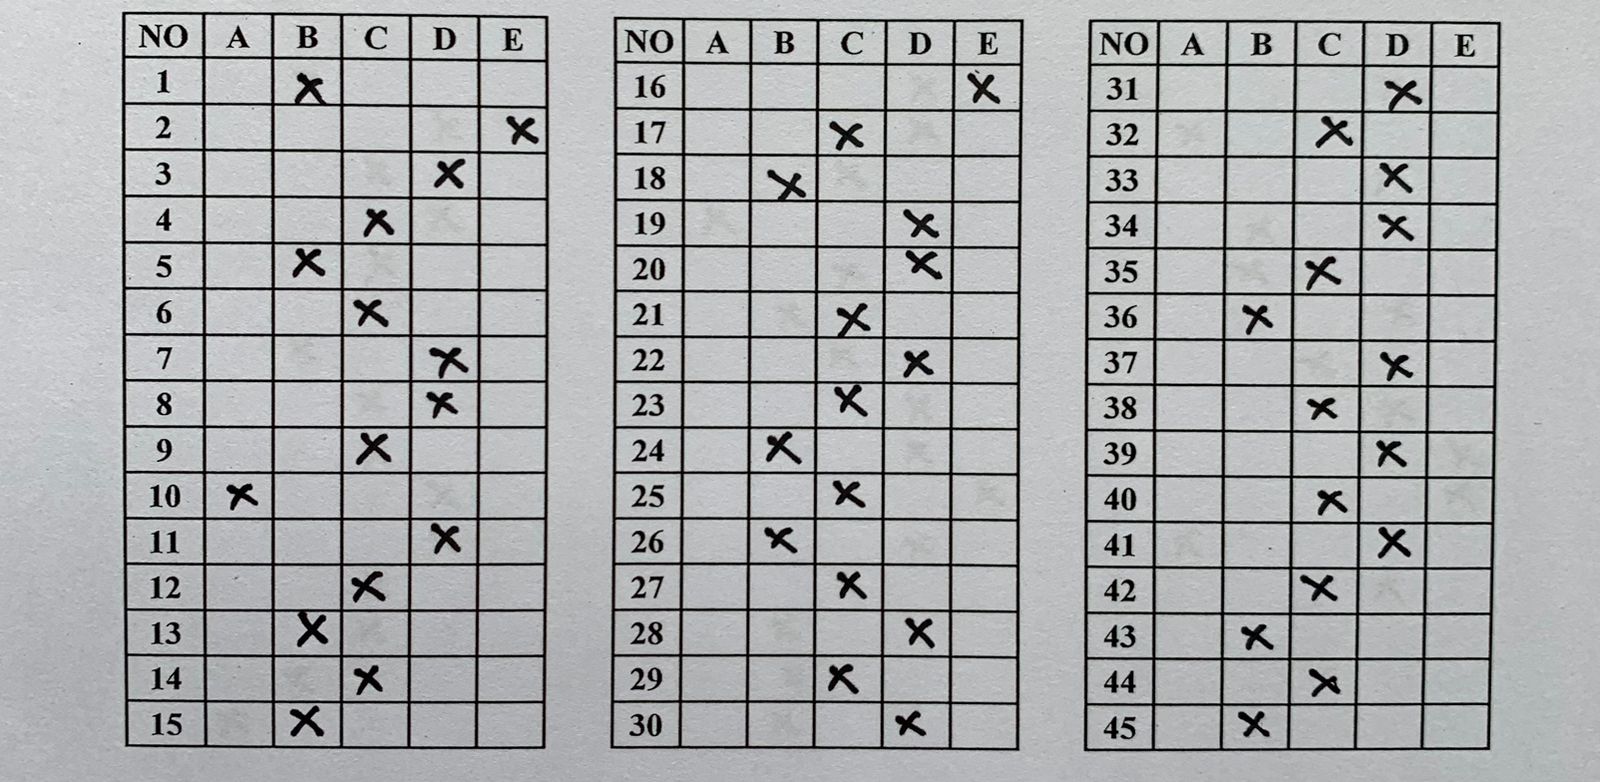 NO A B C D E
1 X
2 X
3 X
4 X
5 X
6 X
7 X
8 X
9 X
10 X
11 X
12 X
13 X
14 X
15 X
NO A B C D E
16 X
17 X
18 X
19 X
20 X
21 X
22 X
23 X
24 X
25 X
26 X
27 X
28 X
29 X
30 X
NO A B C D E
31 X
32 X
33 X
34 X
35 X
36 X
37 X
38 X
39 X
40 X
41 X
42 X
43 X
44 X
45 X